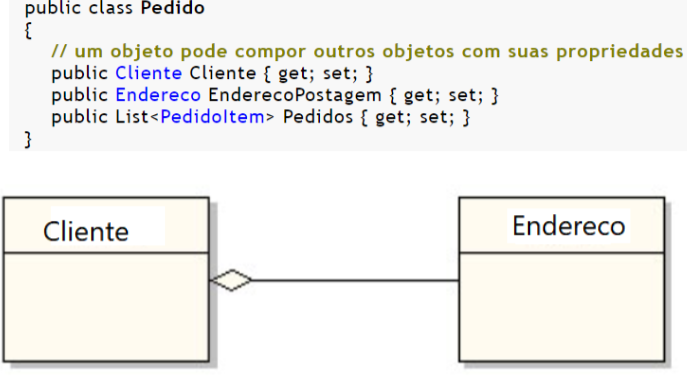 public class Pedido
{
// um objeto pode compor outros objetos com suas propriedades
public Cliente Cliente { get; set; }
public Endereco EnderecoPostagem { get; set; }
public List<PedidoItem> Pedidos { get; set; }
}
Cliente
Endereco